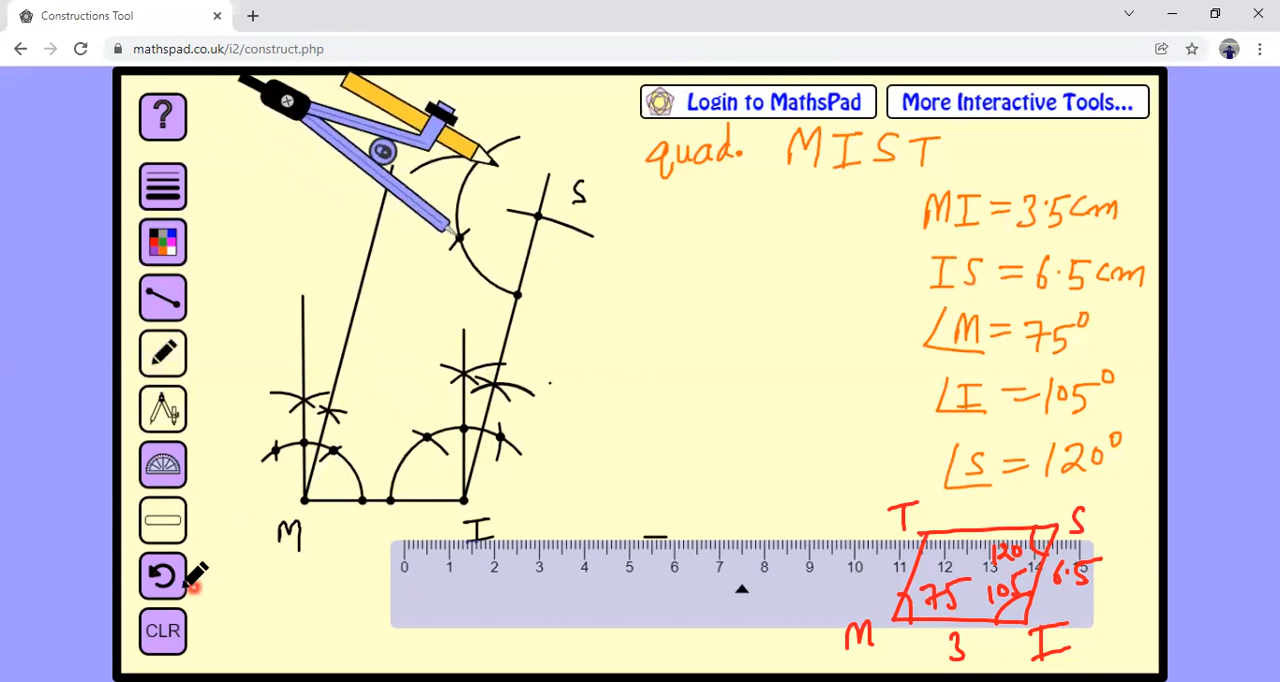 Constructions Tool
mathspad.co.uk/i2/construct.php
?
Login to MathsPad
More Interactive Tools...
quad. MIST
MI = 3.5cm
IS = 6.5cm
∠M = 75°
∠I = 105°
∠S = 120°
S
M
I
0 1 2 3 4 5 6 7 8 9 10 11 12 13 14 15
T
S
120
6.5
75
105
M
3
I
CLR